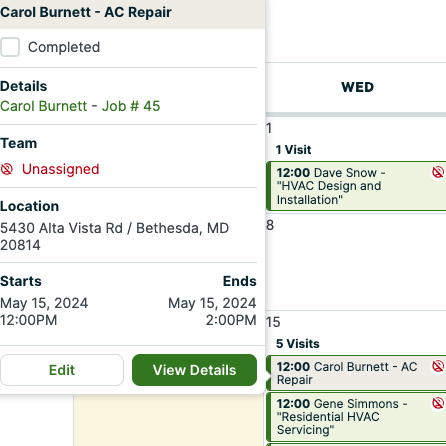 Carol Burnett - AC Repair
Completed
Details
Carol Burnett - Job # 45
Team
Unassigned
Location
5430 Alta Vista Rd / Bethesda, MD
20814
Starts Ends
May 15, 2024 May 15, 2024
12:00PM 2:00PM
Edit View Details
WED
1
1 Visit
12:00 Dave Snow -
"HVAC Design and
Installation"
8
15
5 Visits
12:00 Carol Burnett - AC
Repair
12:00 Gene Simmons -
"Residential HVAC
Servicing"